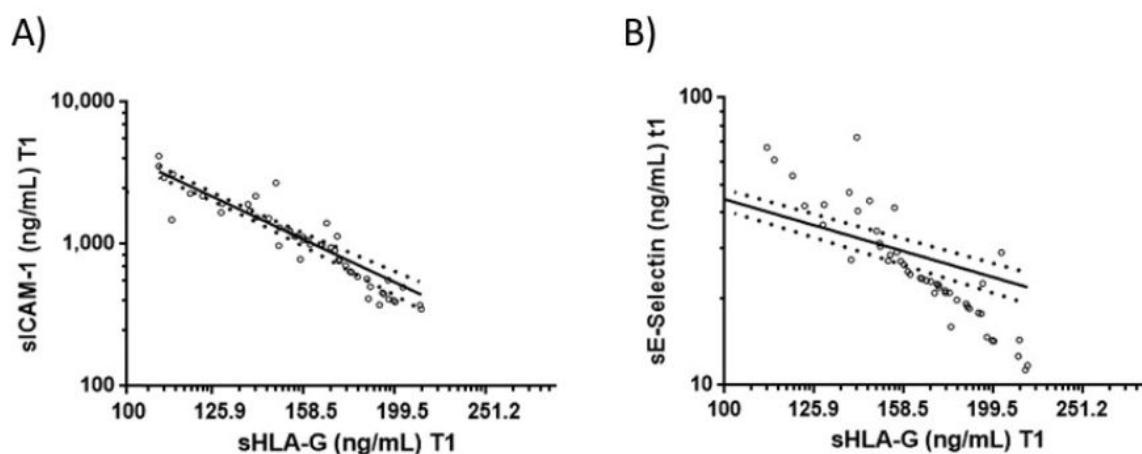 A)
B)
10,000
1,000
100
sICAM-1 (ng/mL) T1
100 125.9 158.5 199.5 251.2
sHLA-G (ng/mL) T1
100
10
sE-Selectin (ng/mL) t1
100 125.9 158.5 199.5 251.2
sHLA-G (ng/mL) T1